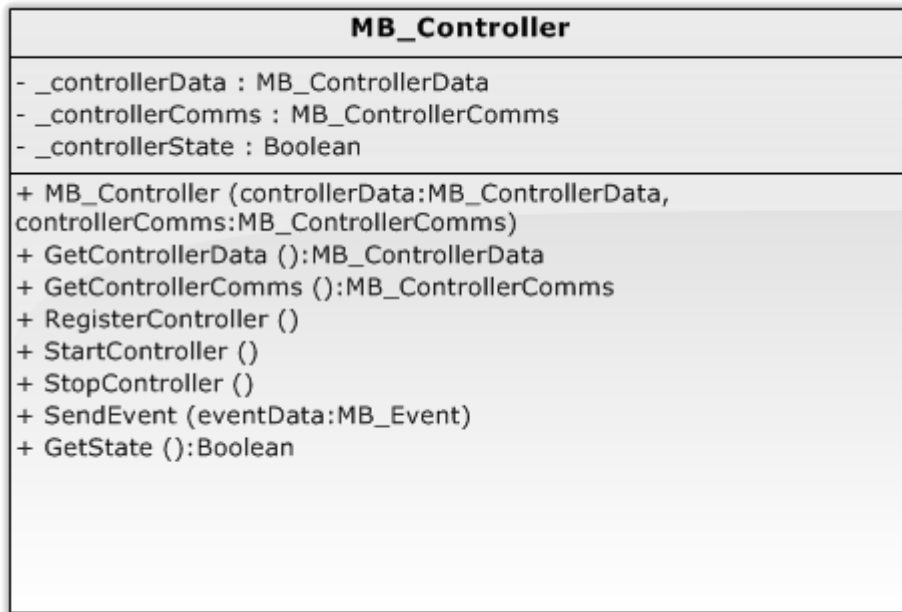 MB_Controller
- _controllerData : MB_ControllerData
- _controllerComms : MB_ControllerComms
- _controllerState : Boolean
+ MB_Controller (controllerData:MB_ControllerData,
controllerComms:MB_ControllerComms)
+ GetControllerData ():MB_ControllerData
+ GetControllerComms ():MB_ControllerComms
+ RegisterController ()
+ StartController ()
+ StopController ()
+ SendEvent (eventData:MB_Event)
+ GetState ():Boolean